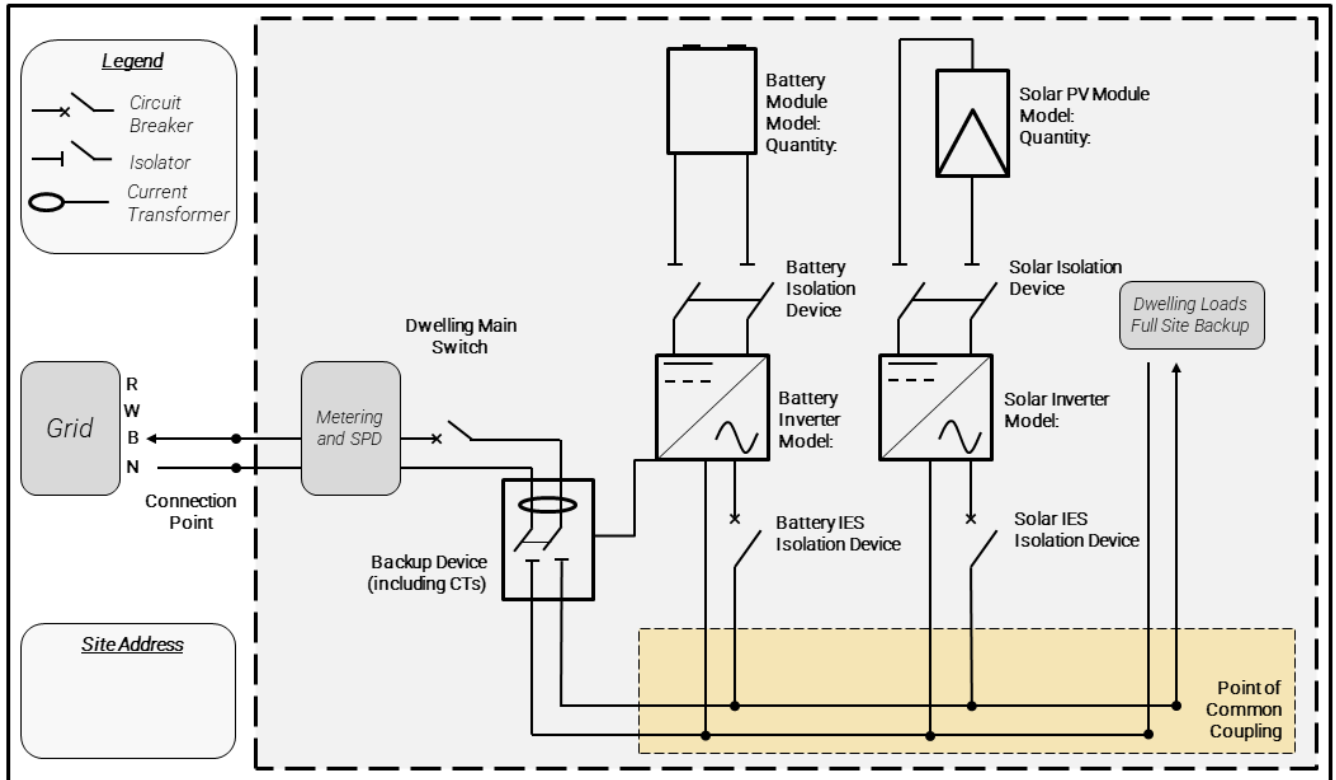 Legend
Circuit
Breaker
Isolator
Current
Transformer
Battery
Module
Model:
Quantity:
Solar PV Module
Model:
Quantity:
Battery
Isolation
Device
Solar Isolation
Device
Dwelling Loads
Full Site Backup
Dwelling Main
Switch
Grid
R
W
B
N
Metering
and SPD
Connection
Point
Battery
Inverter
Model:
Solar Inverter
Model:
Backup Device
(including CTs)
Battery IES
Isolation Device
Solar IES
Isolation Device
Site Address
Point of
Common
Coupling